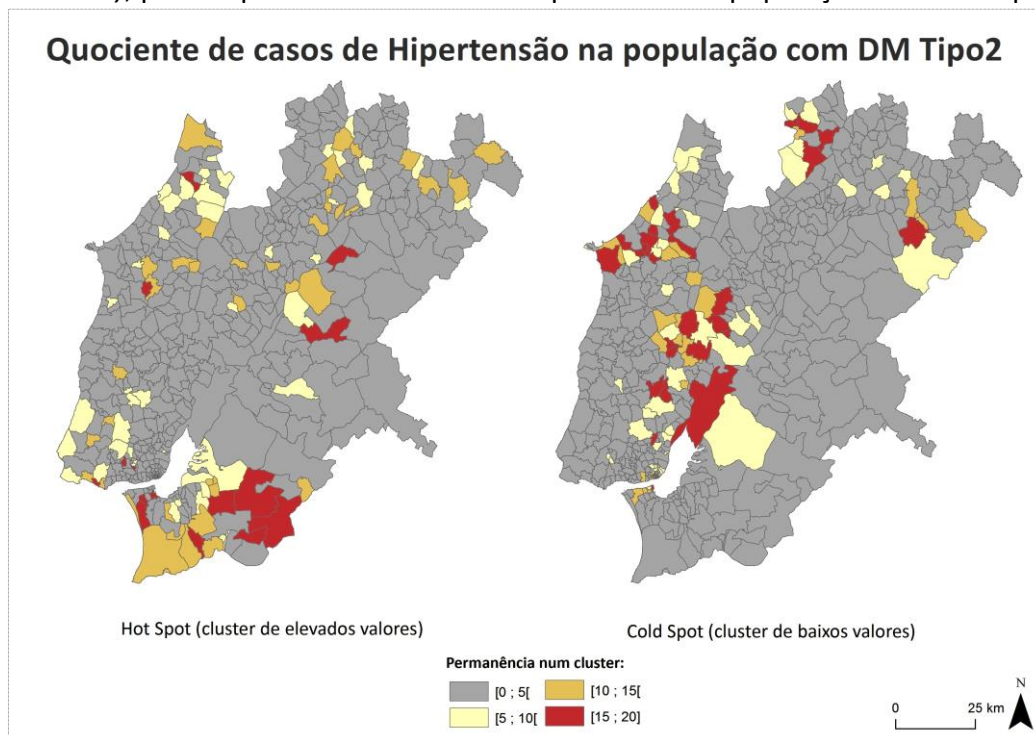 Quociente de casos de Hipertensão na população com DM Tipo2
Hot Spot (cluster de elevados valores)
Cold Spot (cluster de baixos valores)
Permanência num cluster:
[0 ; 5[
[10 ; 15[
[5 ; 10[
[15 ; 20]
0 25 km
N